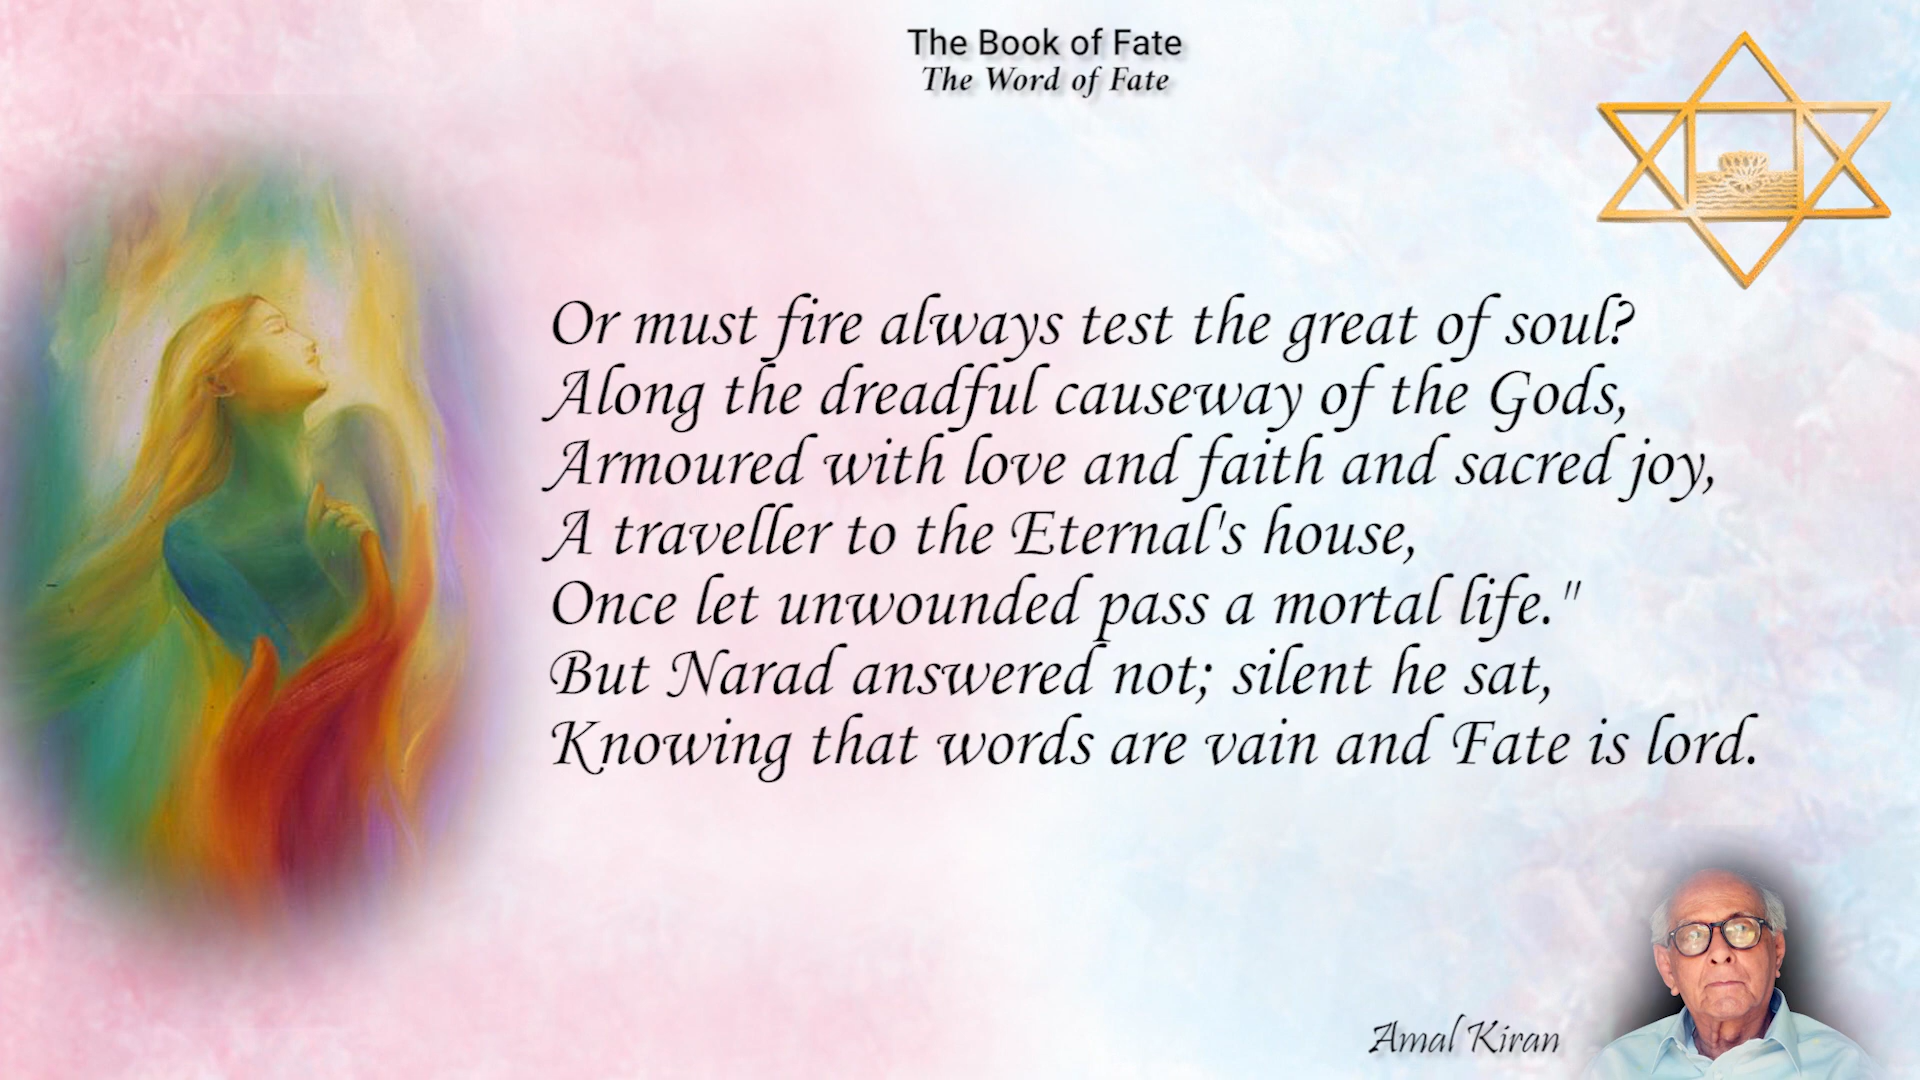 The Book of Fate
The Word of Fate
Or must fire always test the great of soul?
Along the dreadful causeway of the Gods,
Armoured with love and faith and sacred joy,
A traveller to the Eternal's house,
Once let unwounded pass a mortal life."
But Narad answered not; silent he sat,
Knowing that words are vain and Fate is lord.
Amal Kiran